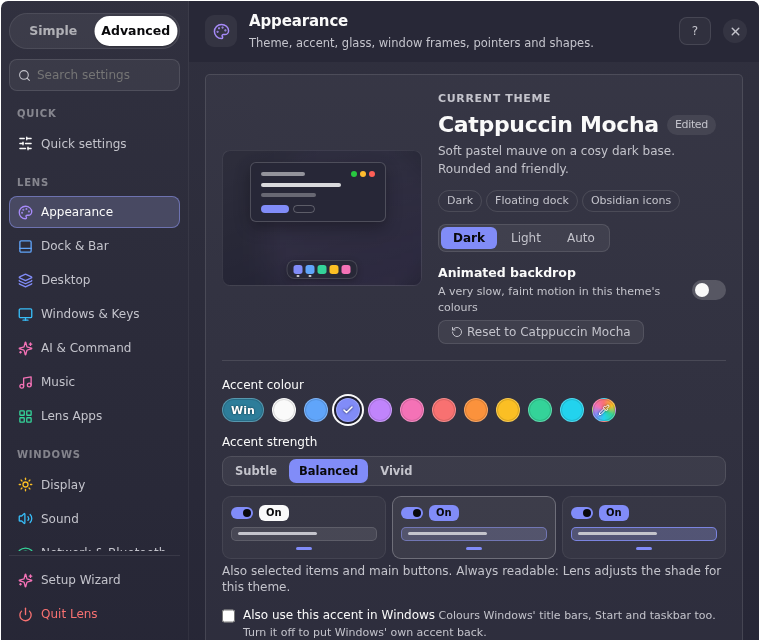 Simple
Advanced
Search settings
QUICK
Quick settings
LENS
Appearance
Dock & Bar
Desktop
Windows & Keys
AI & Command
Music
Lens Apps
WINDOWS
Display
Sound
Network & Bluetooth
Setup Wizard
Quit Lens
Appearance
Theme, accent, glass, window frames, pointers and shapes.
?
CURRENT THEME
Catppuccin Mocha
Edited
Soft pastel mauve on a cosy dark base.
Rounded and friendly.
Dark
Floating dock
Obsidian icons
Dark
Light
Auto
Animated backdrop
A very slow, faint motion in this theme's
colours
Reset to Catppuccin Mocha
Accent colour
Win
Accent strength
Subtle
Balanced
Vivid
On
On
On
Also selected items and main buttons. Always readable: Lens adjusts the shade for
this theme.
Also use this accent in Windows Colours Windows' title bars, Start and taskbar too.
Turn it off to put Windows' own accent back.